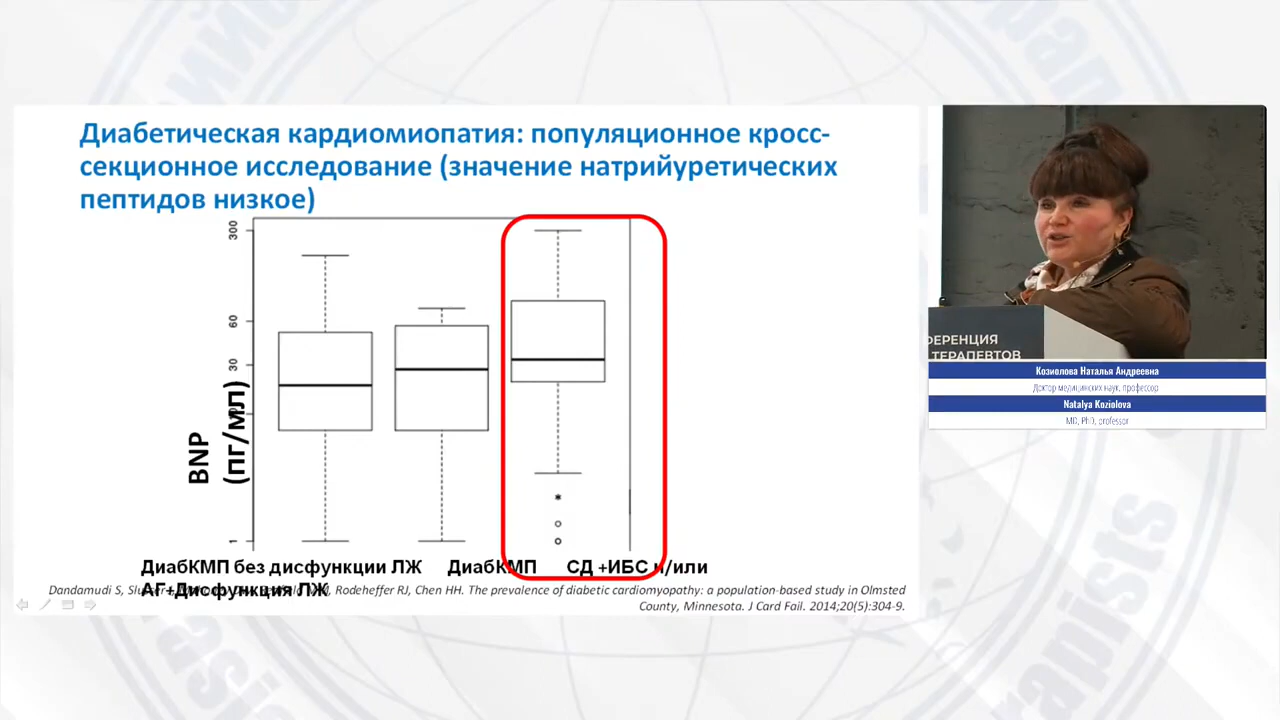 Диабетическая кардиомиопатия: популяционное кросс-
секционное исследование (значение натрийуретических
пептидов низкое)
300
60
30
1
BNP
(пг/мл)
ДиабКМП без дисфункции ЛЖ ДиабКМП СД +ИБС и/или
АГ+Дисфункция ЛЖ
Dandamudi S, Rodeheffer RJ, Chen HH. The prevalence of diabetic cardiomyopathy: a population-based study in Olmsted
County, Minnesota. J Card Fail. 2014;20(5):304-9.
ФЕРЕНЦИЯ
ТЕРАПЕВТОВ
Козиолова Наталья Андреевна
Доктор медицинских наук, профессор
Natalya Koziolova
MD, PhD, professor